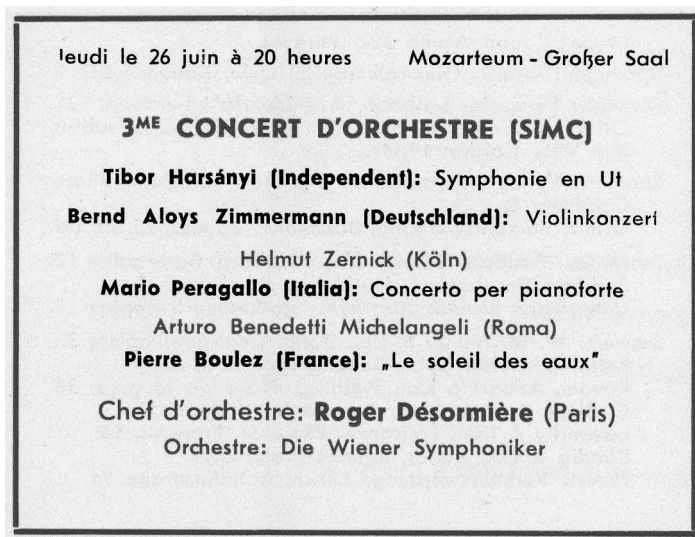 Jeudi le 26 juin à 20 heures Mozarteum - Großer Saal
3ME CONCERT D'ORCHESTRE (SIMC)
Tibor Harsányi (Independent): Symphonie en Ut
Bernd Aloys Zimmermann (Deutschland): Violinkonzert
Helmut Zernick (Köln)
Mario Peragallo (Italia): Concerto per pianoforte
Arturo Benedetti Michelangeli (Roma)
Pierre Boulez (France): „Le soleil des eaux"
Chef d'orchestre: Roger Désormière (Paris)
Orchestre: Die Wiener Symphoniker